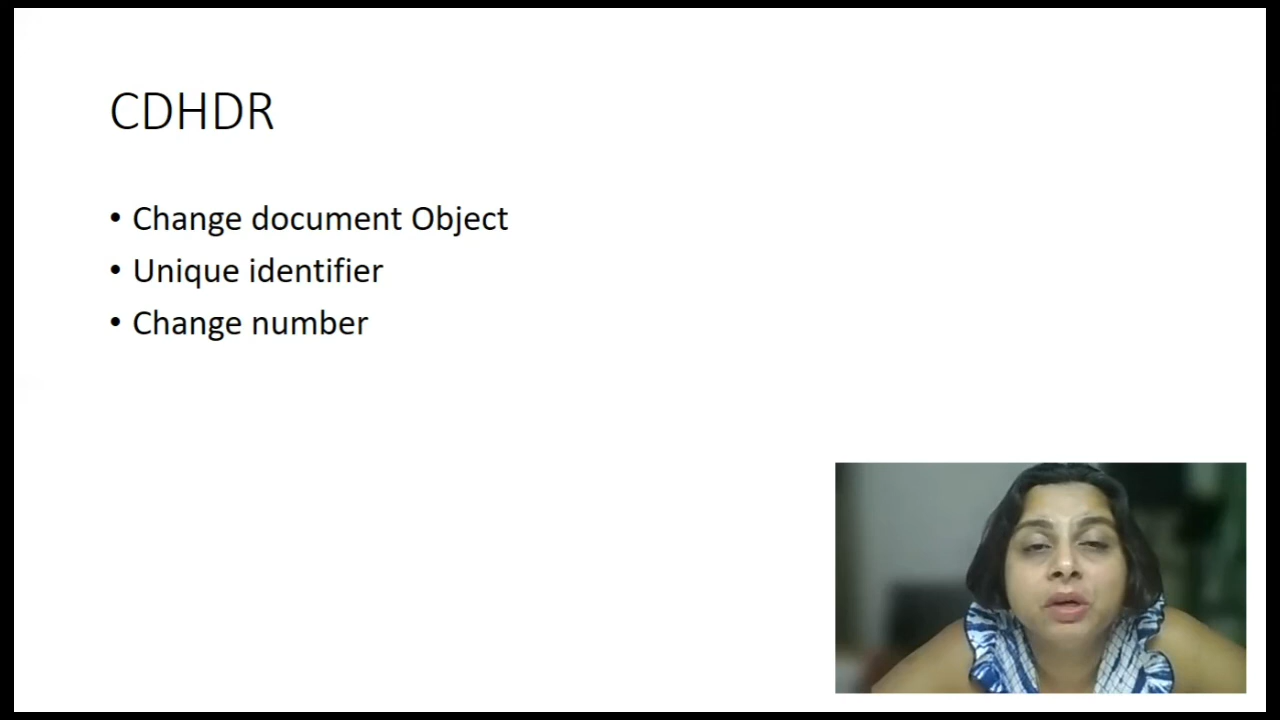 CDHDR
• Change document Object
• Unique identifier
• Change number